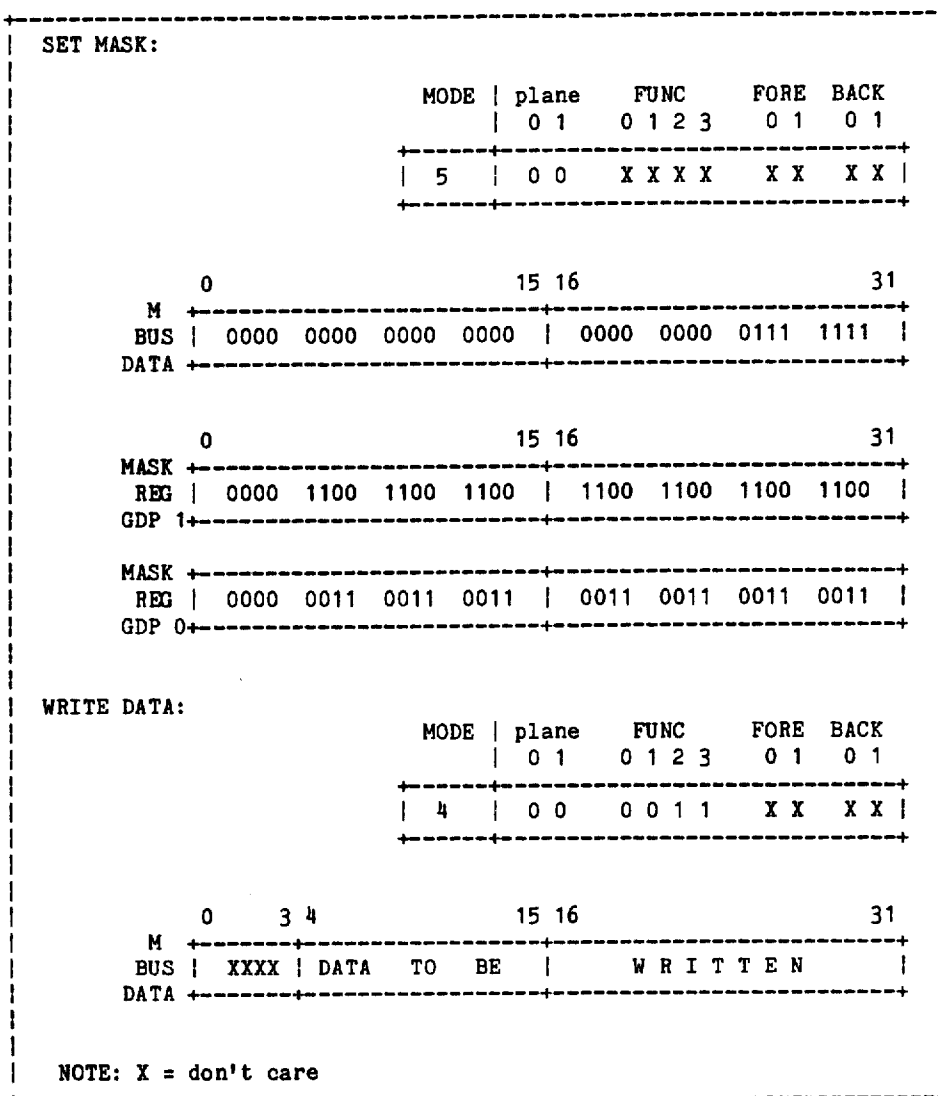 SET MASK:
MODE | plane FUNC FORE BACK
| 0 1 0 1 2 3 0 1 0 1
| 5 | 0 0 X X X X X X X X |
0 15 16 31
M
BUS | 0000 0000 0000 0000 | 0000 0000 0111 1111 |
DATA
0 15 16 31
MASK
REG | 0000 1100 1100 1100 | 1100 1100 1100 1100 |
GDP 1
MASK
REG | 0000 0011 0011 0011 | 0011 0011 0011 0011 |
GDP 0
WRITE DATA:
MODE | plane FUNC FORE BACK
| 0 1 0 1 2 3 0 1 0 1
| 4 | 0 0 0 0 1 1 X X X X |
0 3 4 15 16 31
M
BUS | XXXX | DATA TO BE | W R I T T E N |
DATA
NOTE: X = don't care